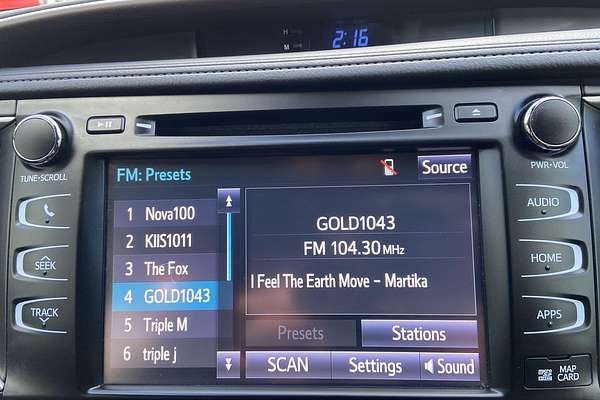 H
M
2:16
TUNE•SCROLL
PWR•VOL
FM: Presets
Source
1 Nova100
2 KIIS1011
3 The Fox
4 GOLD1043
5 Triple M
6 triple j
GOLD1043
FM 104.30MHz
I Feel The Earth Move – Martika
Presets
Stations
SCAN
Settings
Sound
SEEK
TRACK
AUDIO
HOME
APPS
MAP
CARD